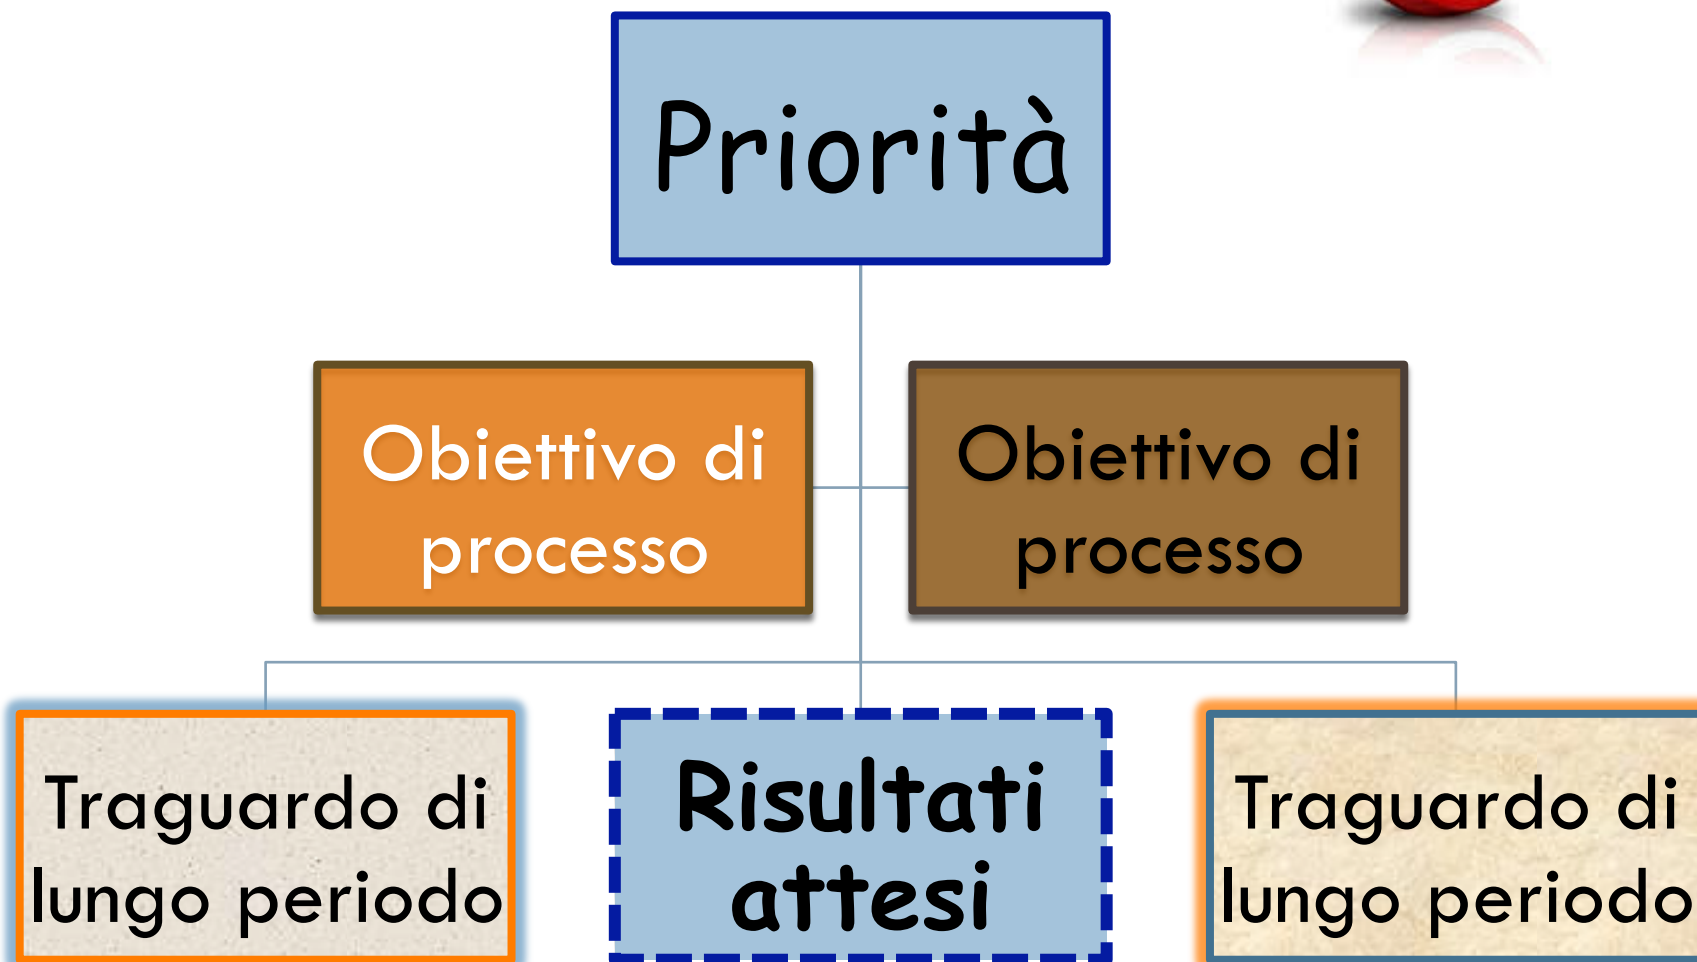 Priorità
Obiettivo di
processo
Obiettivo di
processo
Traguardo di
lungo periodo
Risultati
attesi
Traguardo di
lungo periodo